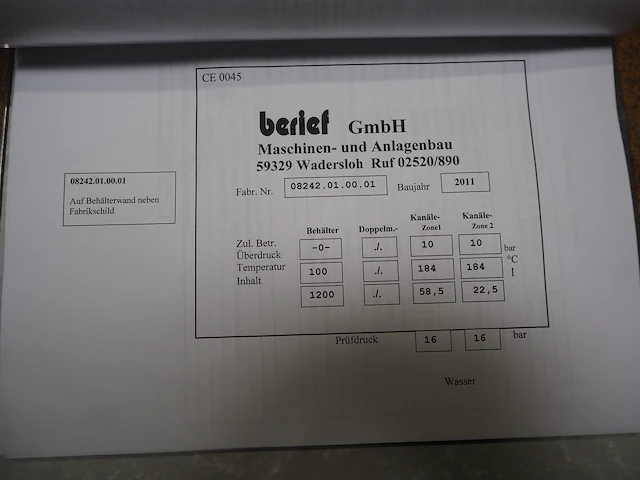 CE 0045
berief GmbH
Maschinen- und Anlagenbau
59329 Wadersloh Ruf 02520/890
Fabr. Nr. 08242.01.00.01 Baujahr 2011
08242.01.00.01
Auf Behälterwand neben
Fabrikschild
Behälter Doppelm.- Kanäle- Zone1 Kanäle- Zone 2
Zul. Betr. Überdruck -0- ./. 10 10 bar
Temperatur 100 ./. 184 184 °C
Inhalt 1200 ./. 58,5 22,5 l
Prüfdruck 16 16 bar
Wasser